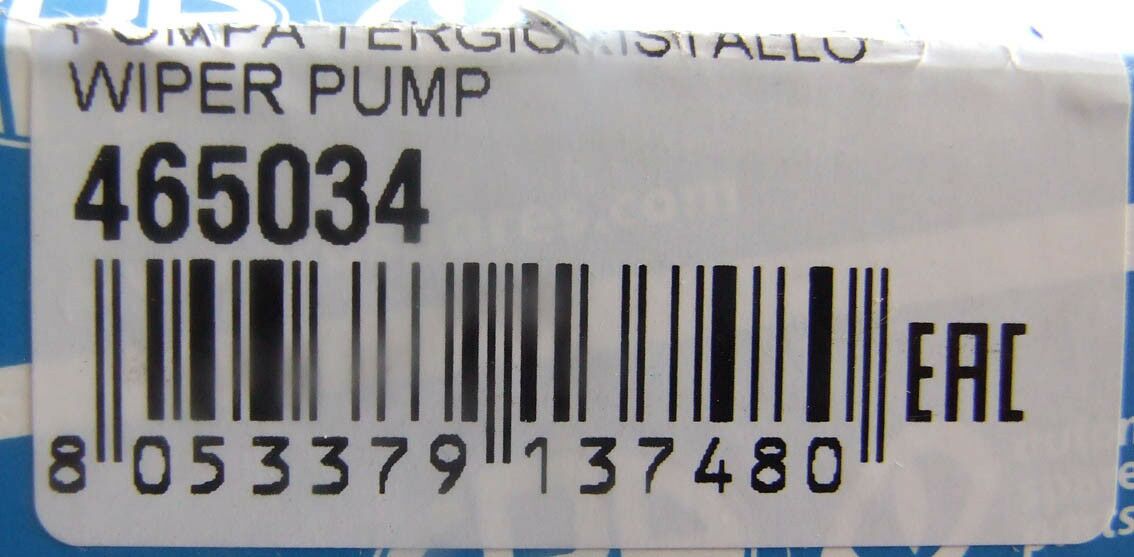 POMPA TERGICRISTALLO
WIPER PUMP
465034
EAC
8 053379 137480